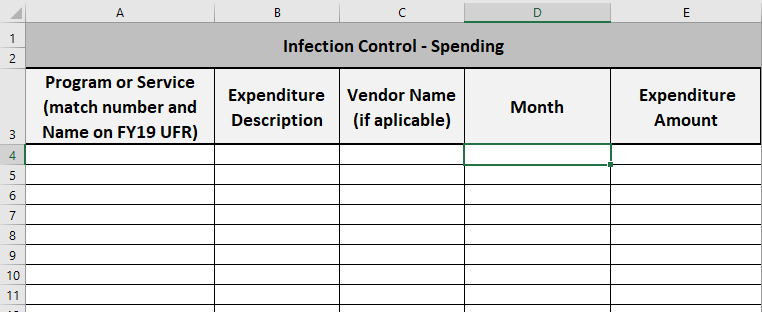 A B C D E
1
2
Infection Control - Spending
3
Program or Service
(match number and
Name on FY19 UFR)
Expenditure
Description
Vendor Name
(if aplicable)
Month
Expenditure
Amount
4
5
6
7
8
9
10
11